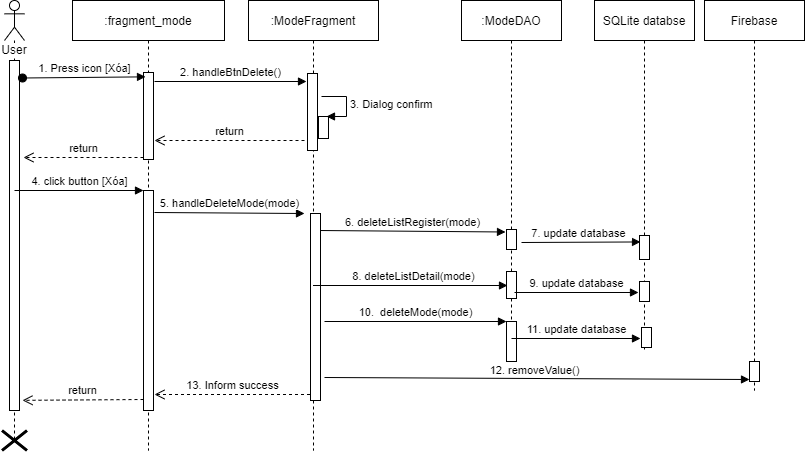 :fragment_mode
:ModeFragment
:ModeDAO
SQLite databse
Firebase
User
1. Press icon [Xóa]
2. handleBtnDelete()
3. Dialog confirm
return
return
4. click button [Xóa]
5. handleDeleteMode(mode)
6. deleteListRegister(mode)
7. update database
8. deleteListDetail(mode)
9. update database
10. deleteMode(mode)
11. update database
12. removeValue()
13. Inform success
return